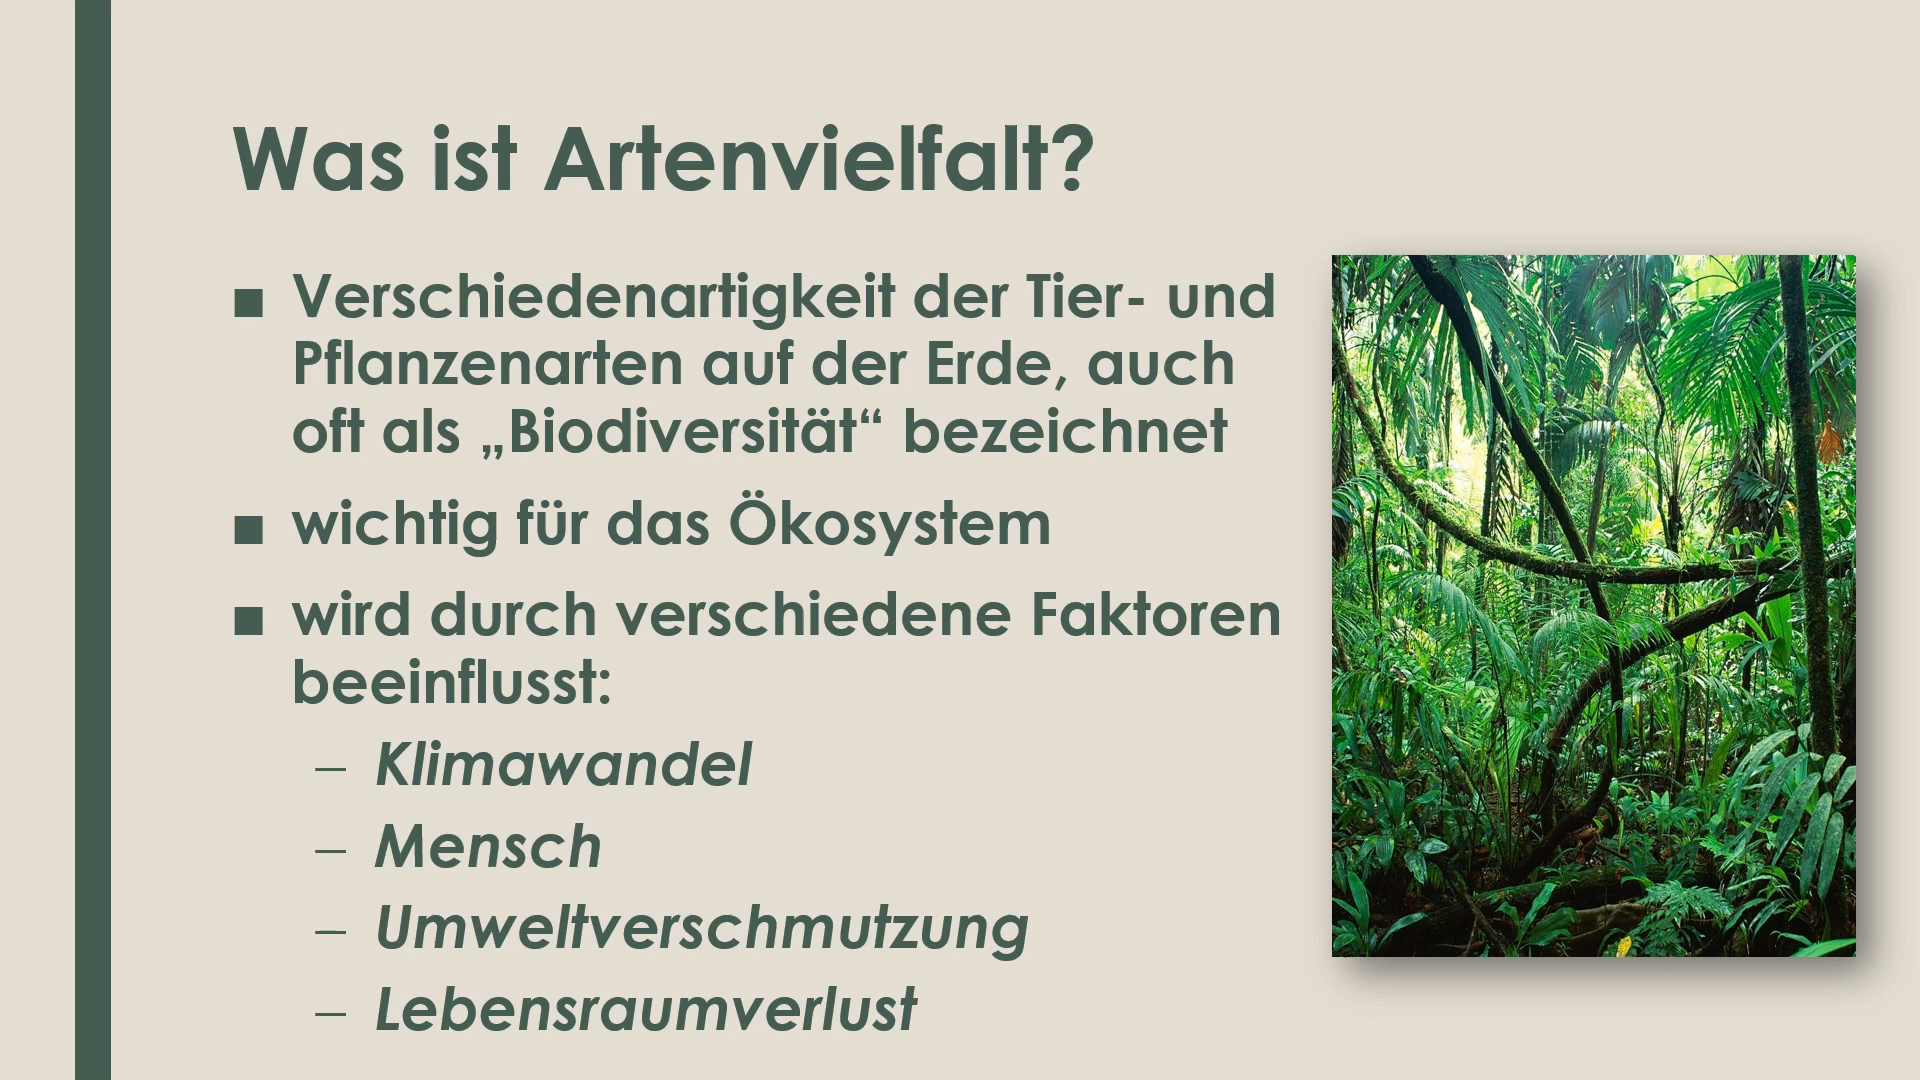 Was ist Artenvielfalt?
■ Verschiedenartigkeit der Tier- und
Pflanzenarten auf der Erde, auch
oft als „Biodiversität“ bezeichnet
■ wichtig für das Ökosystem
■ wird durch verschiedene Faktoren
beeinflusst:
– Klimawandel
– Mensch
– Umweltverschmutzung
– Lebensraumverlust